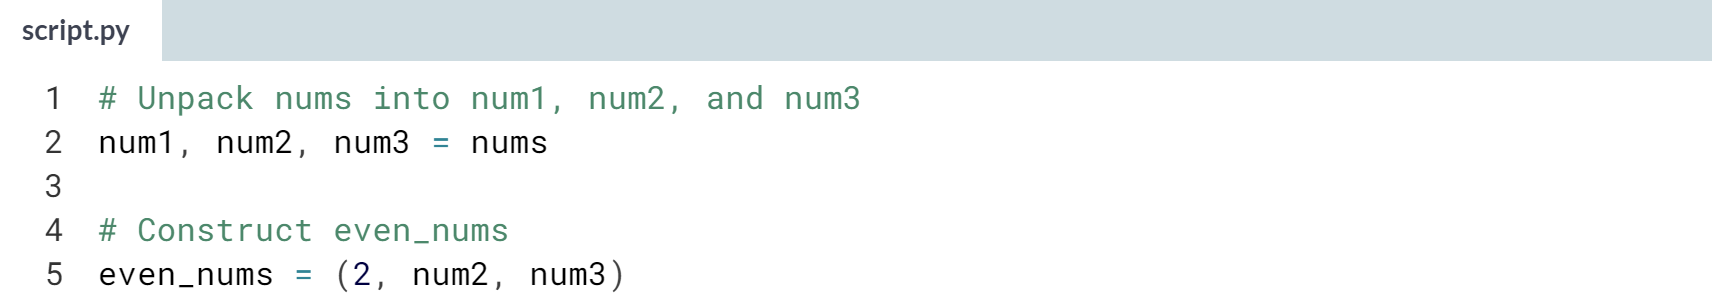 script.py
1 # Unpack nums into num1, num2, and num3
2 num1, num2, num3 = nums
3
4 # Construct even_nums
5 even_nums = (2, num2, num3)